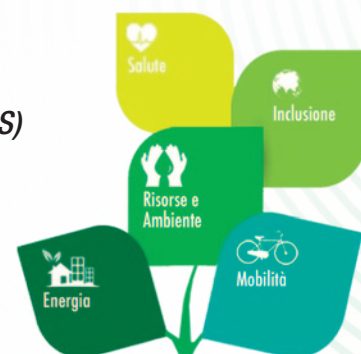 Salute
S)
Inclusione
Risorse e
Ambiente
Energia
Mobilità